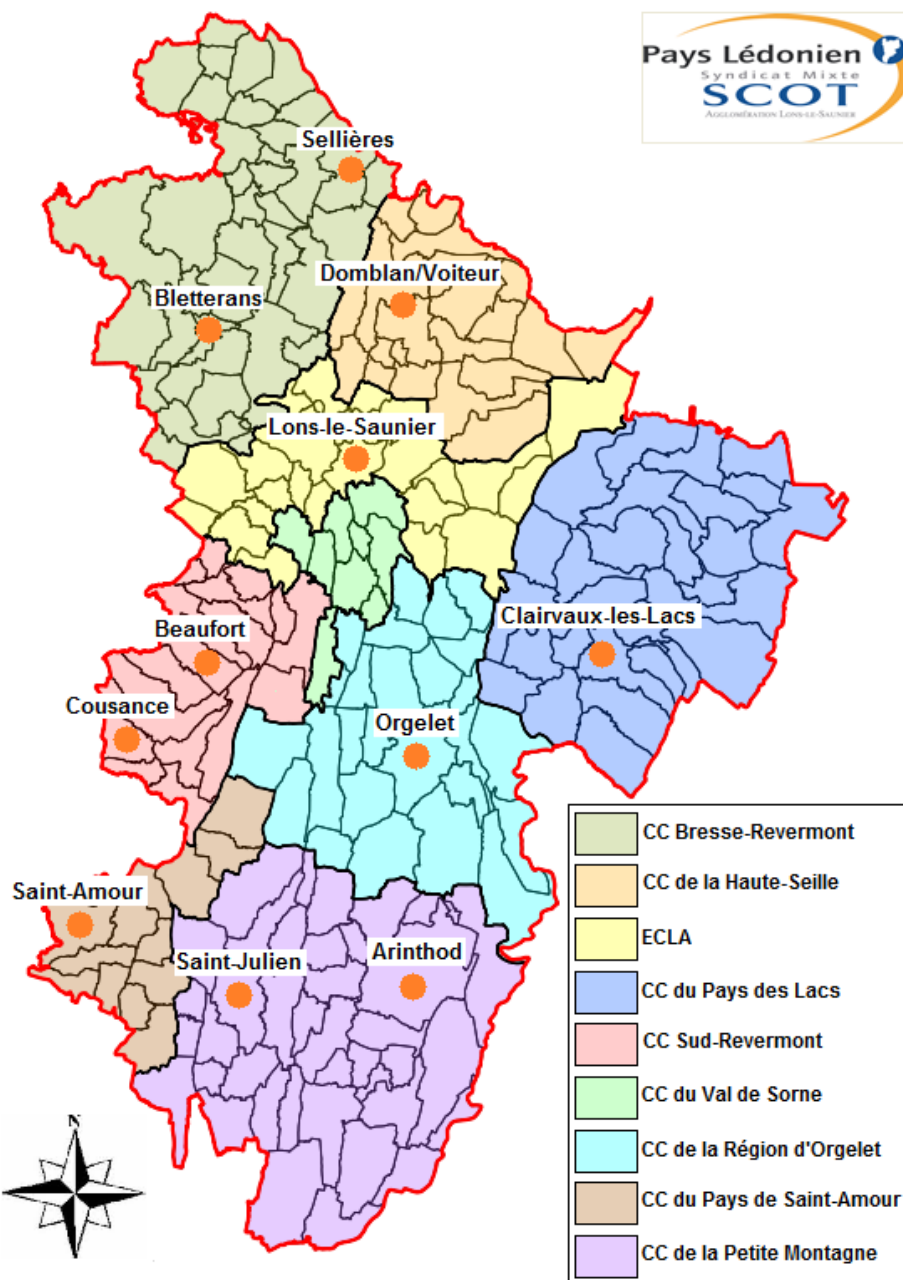 Pays Lédonien
Syndicat Mixte
SCOT
Agglomération Lons-le-Saunier
Sellières
Domblan/Voiteur
Bletterans
Lons-le-Saunier
Clairvaux-les-Lacs
Beaufort
Cousance
Orgelet
Saint-Amour
Saint-Julien
Arinthod
CC Bresse-Revermont
CC de la Haute-Seille
ECLA
CC du Pays des Lacs
CC Sud-Revermont
CC du Val de Sorne
CC de la Région d'Orgelet
CC du Pays de Saint-Amour
CC de la Petite Montagne
N